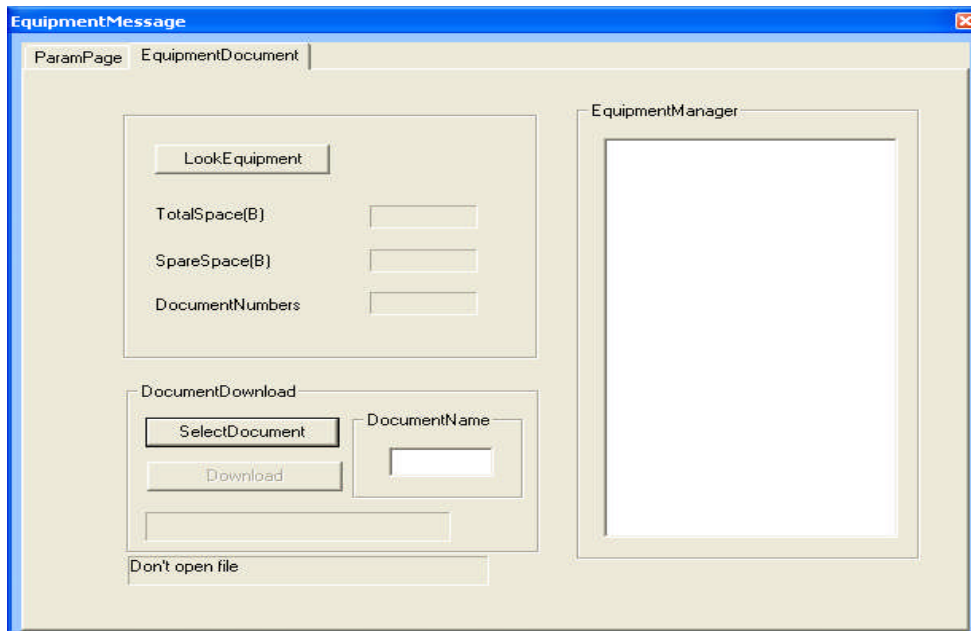 EquipmentMessage
ParamPage
EquipmentDocument
LookEquipment
TotalSpace(B)
SpareSpace(B)
DocumentNumbers
DocumentDownload
SelectDocument
DocumentName
Download
Don't open file
EquipmentManager